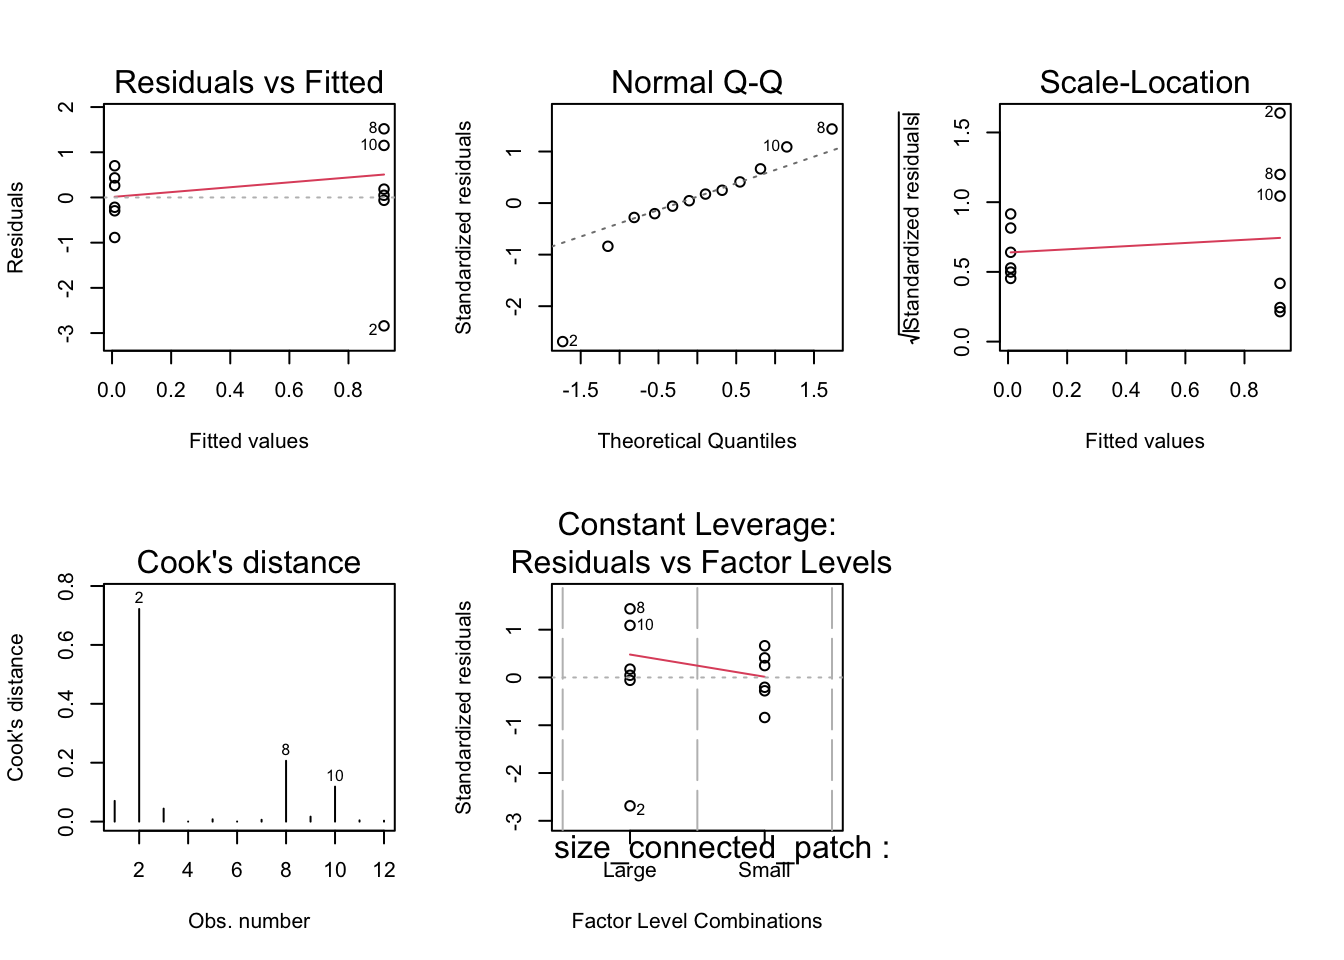 Residuals vs Fitted
Residuals
2
1
0
-1
-2
-3
8
10
2
0.0 0.2 0.4 0.6 0.8
Fitted values
Normal Q-Q
Standardized residuals
1
0
-1
-2
8
10
2
-1.5 -0.5 0.5 1.5
Theoretical Quantiles
Scale-Location
√|Standardized residuals|
1.5
1.0
0.5
0.0
2
8
10
0.0 0.2 0.4 0.6 0.8
Fitted values
Cook's distance
Cook's distance
0.8
0.6
0.4
0.2
0.0
2
8
10
2 4 6 8 10 12
Obs. number
Constant Leverage:
Residuals vs Factor Levels
Standardized residuals
1
0
-1
-2
-3
8
10
2
size_connected_patch :
Large Small
Factor Level Combinations